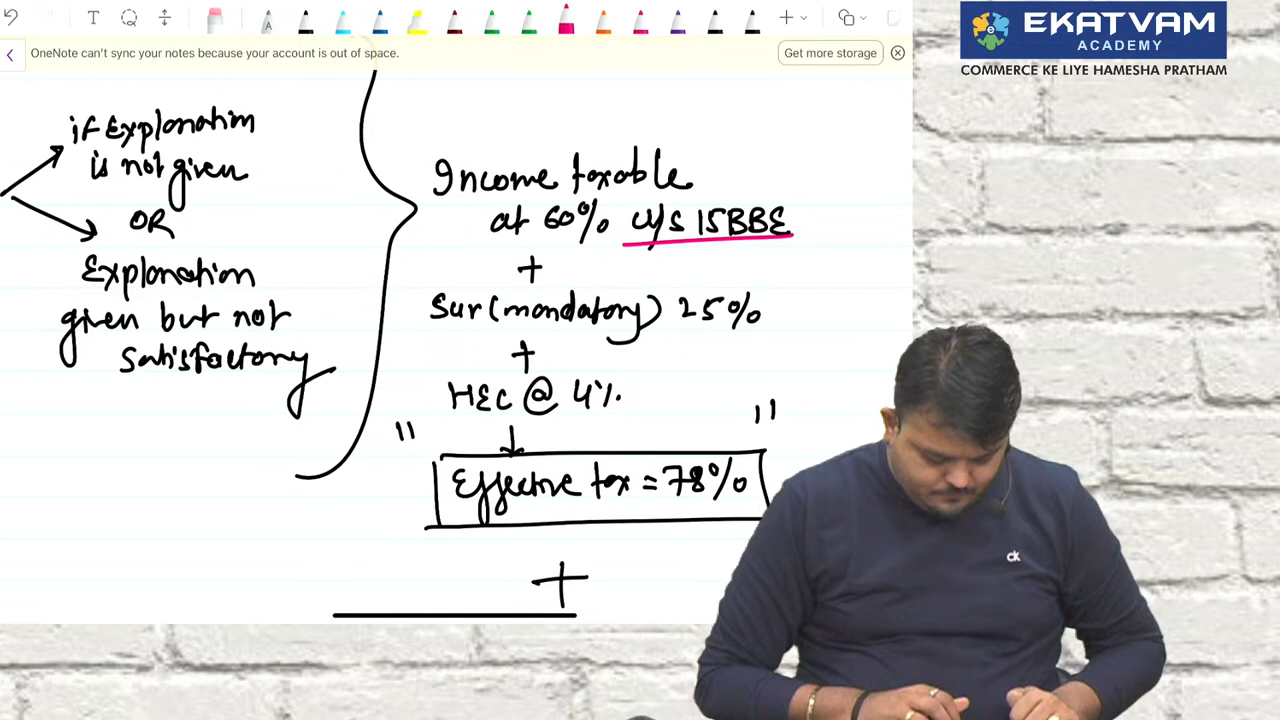 OneNote can't sync your notes because your account is out of space.
Get more storage
EKATVAM
ACADEMY
COMMERCE KE LIYE HAMESHA PRATHAM
if Explanation
is not given
OR
Explanation
given but not
satisfactory
Income taxable
at 60% u/s 15BBE
+
Sur(mandatory) 25%
+
HEC @ 4%
" "
Effective tax = 78%
+
CK